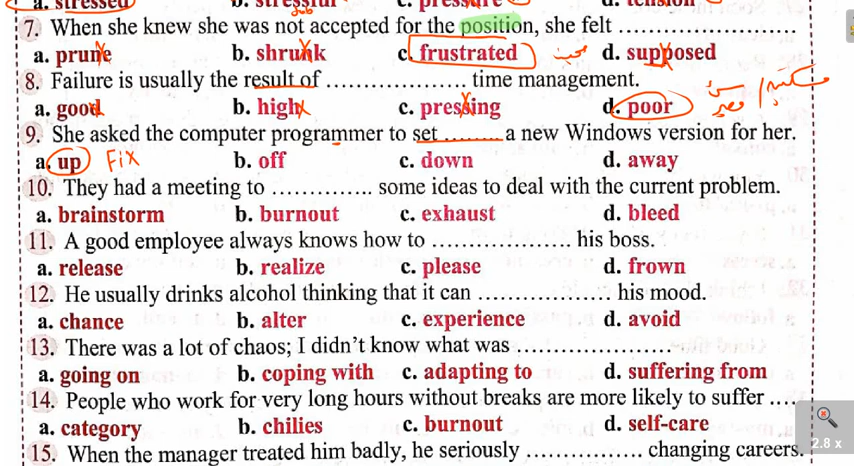 a. stressed b. stressful c. pressure d. tension
7. When she knew she was not accepted for the position, she felt ........................
a. prune b. shrunk c. frustrated d. supposed
8. Failure is usually the result of .................... time management.
a. good b. high c. pressing d. poor
9. She asked the computer programmer to set ......... a new Windows version for her.
a. up FiX b. off c. down d. away
10. They had a meeting to .............. some ideas to deal with the current problem.
a. brainstorm b. burnout c. exhaust d. bleed
11. A good employee always knows how to .................. his boss.
a. release b. realize c. please d. frown
12. He usually drinks alcohol thinking that it can ................. his mood.
a. chance b. alter c. experience d. avoid
13. There was a lot of chaos; I didn't know what was ......................
a. going on b. coping with c. adapting to d. suffering from
14. People who work for very long hours without breaks are more likely to suffer ....
a. category b. chilies c. burnout d. self-care
15. When the manager treated him badly, he seriously ............... changing careers.
2.8 x